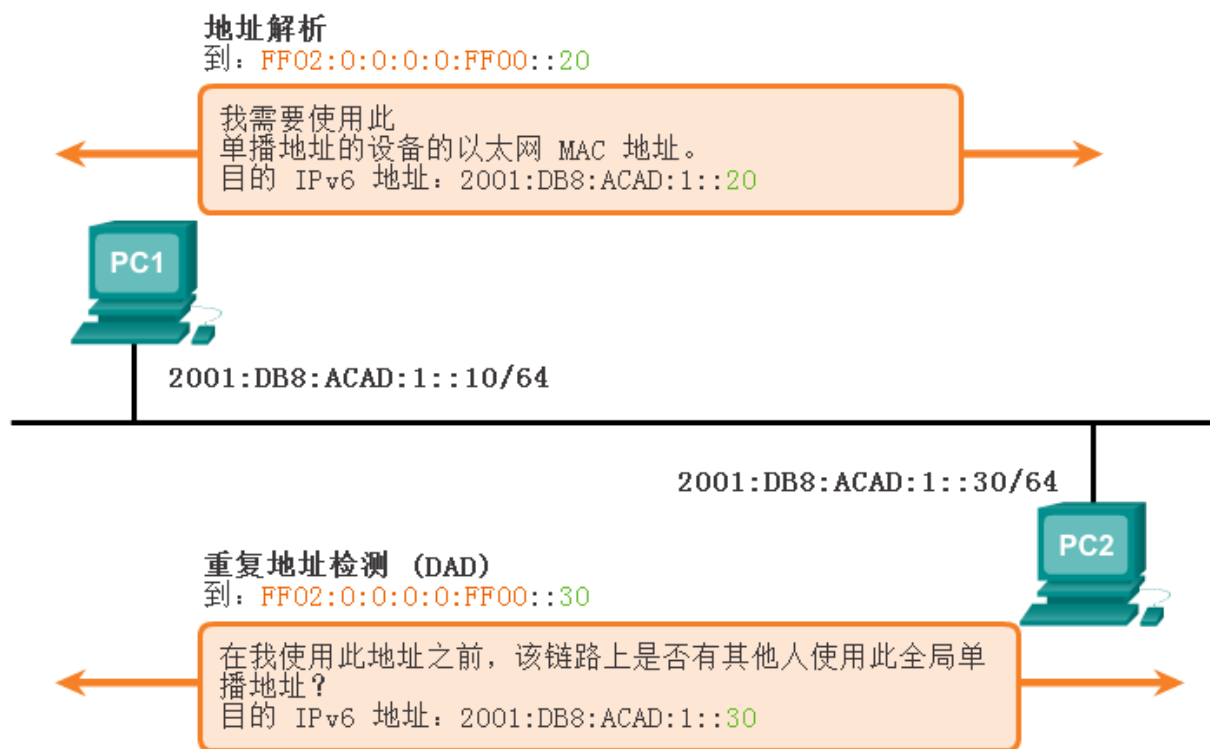 地址解析
到：FF02:0:0:0:0:FF00::20
我需要使用此
单播地址的设备的以太网 MAC 地址。
目的 IPv6 地址：2001:DB8:ACAD:1::20
PC1
2001:DB8:ACAD:1::10/64
2001:DB8:ACAD:1::30/64
PC2
重复地址检测 (DAD)
到：FF02:0:0:0:0:FF00::30
在我使用此地址之前，该链路上是否有其他人使用此全局单
播地址？
目的 IPv6 地址：2001:DB8:ACAD:1::30